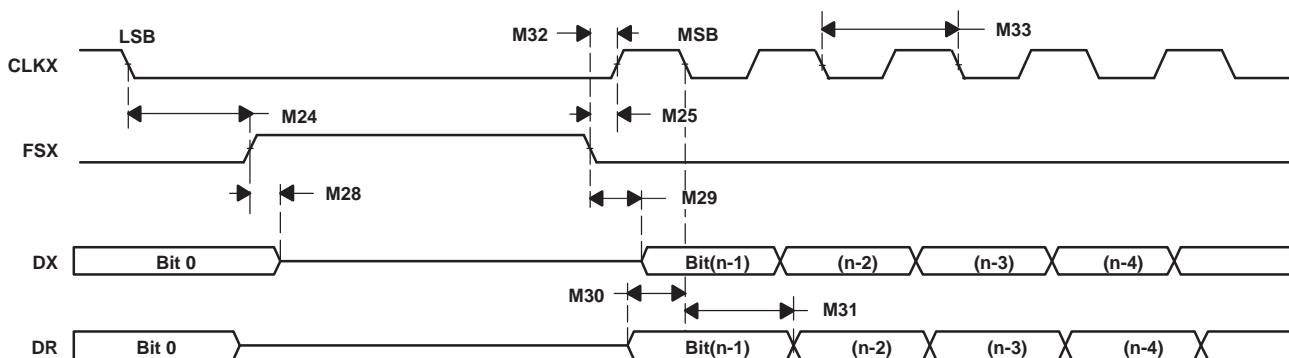 LSB M32 MSB M33
CLKX
M24 M25
FSX
M28 M29
DX Bit 0 Bit(n-1) (n-2) (n-3) (n-4)
M30 M31
DR Bit 0 Bit(n-1) (n-2) (n-3) (n-4)